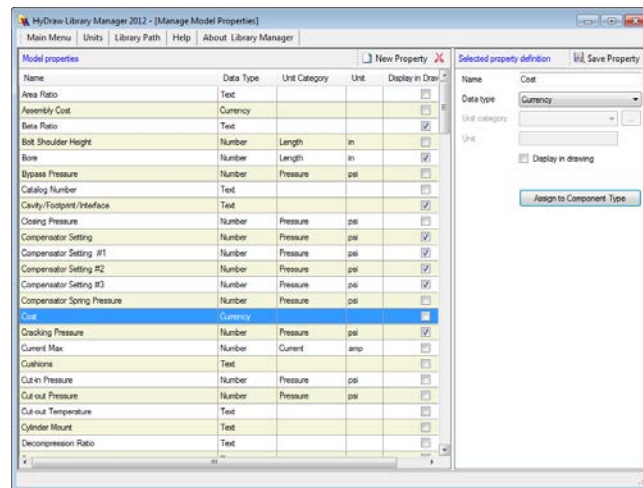 HyDraw Library Manager 2012 - [Manage Model Properties]
Main Menu Units Library Path Help About Library Manager
Model properties New Property Selected property definition Save Property
Name Data Type Unit Category Unit Display in Draw
Name Cost
Area Ratio Text
Data type Currency
Assembly Cost Currency
Beta Ratio Text
Unit category ...
Bolt Shoulder Height Number Length in
Unit
Bore Number Length in
Display in drawing
Bypass Pressure Number Pressure psi
Catalog Number Text
Assign to Component Type
Cavity/Footprint/Interface Text
Closing Pressure Number Pressure psi
Compensator Setting Number Pressure psi
Compensator Setting #1 Number Pressure psi
Compensator Setting #2 Number Pressure psi
Compensator Setting #3 Number Pressure psi
Compensator Spring Pressure Number Pressure psi
Cost Currency
Cracking Pressure Number Pressure psi
Current Max Number Current amp
Cushions Text
Cut-in Pressure Number Pressure psi
Cut-out Pressure Number Pressure psi
Cut-out Temperature Text
Cylinder Mount Text
Decompression Ratio Text